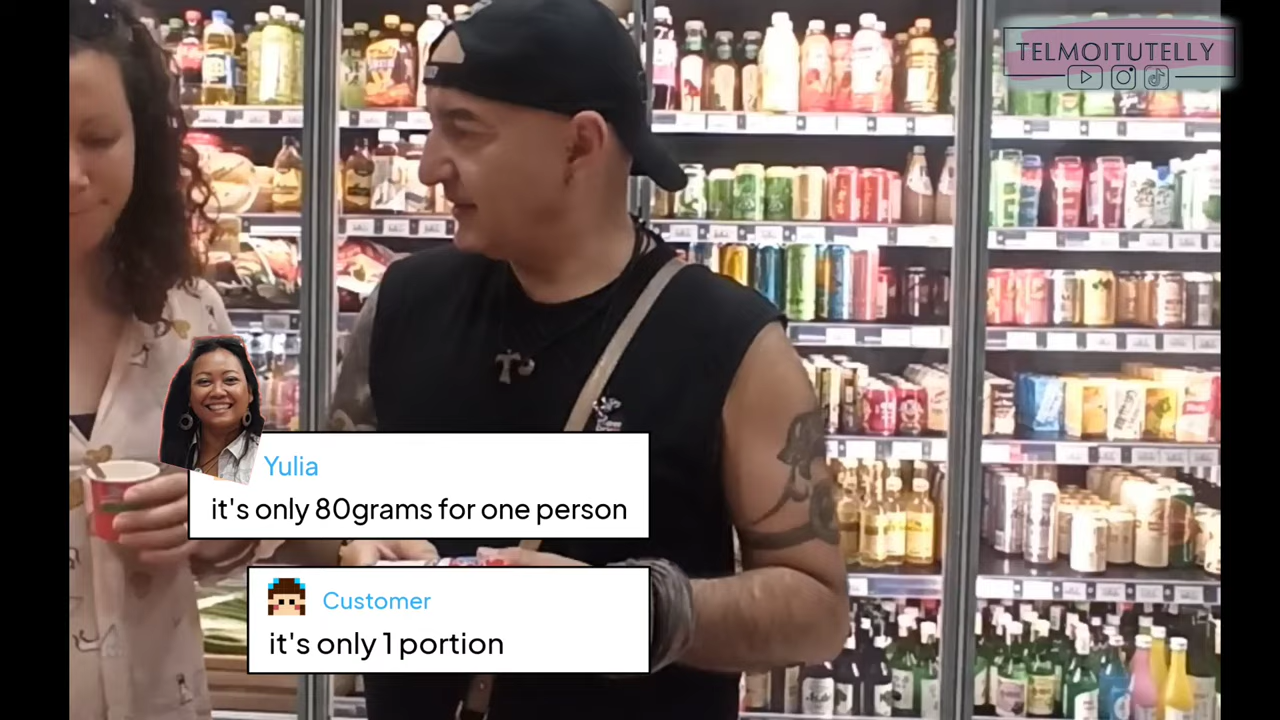 TELMOITUTELLY
Yulia
it's only 80grams for one person
Customer
it's only 1 portion